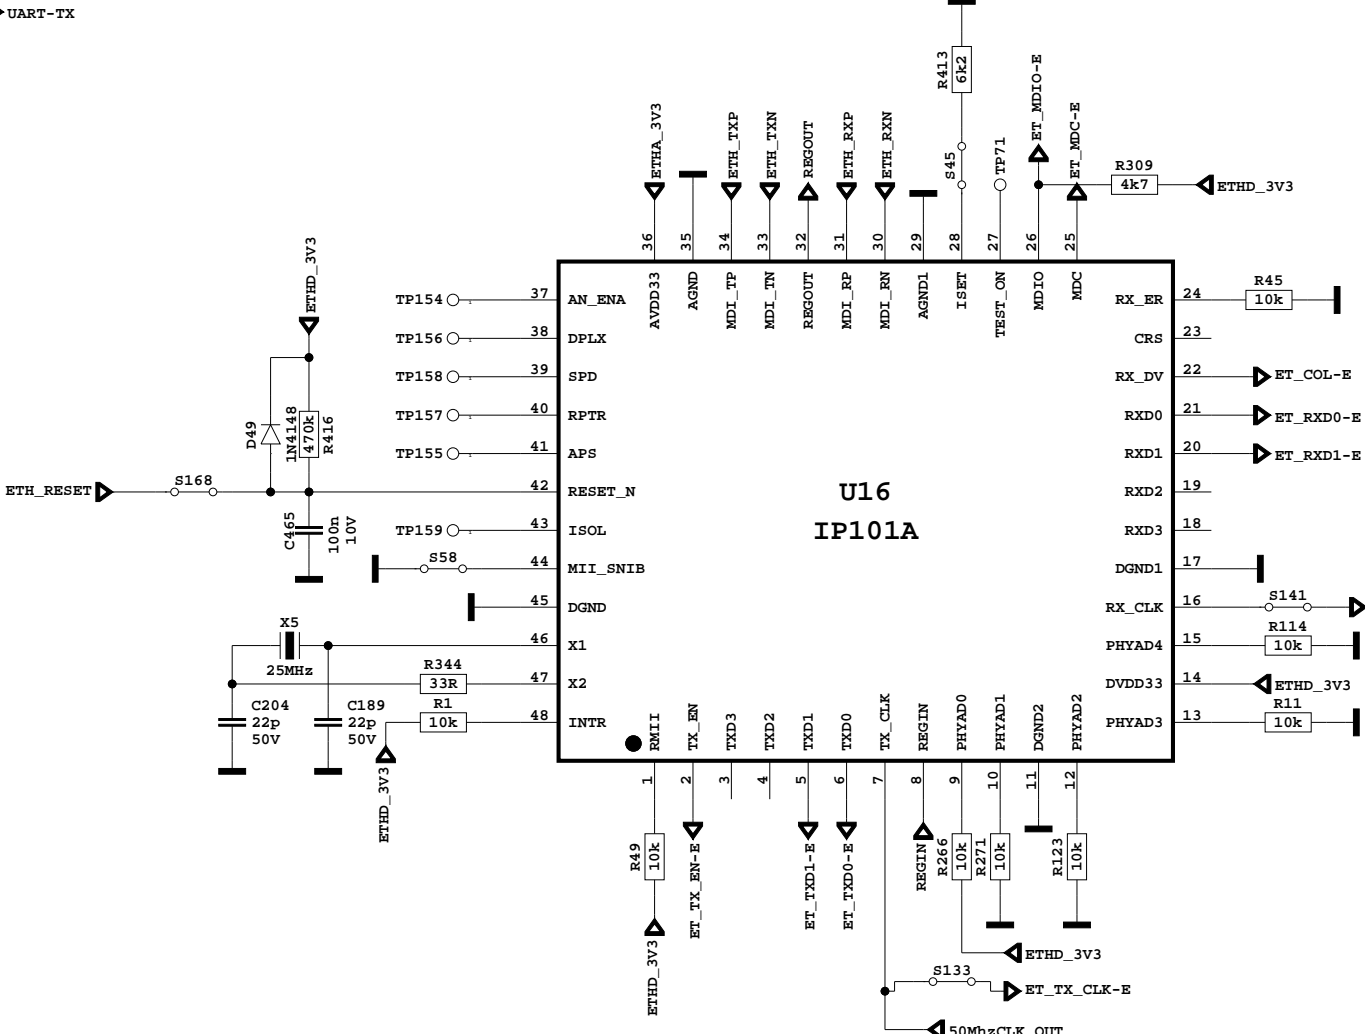 UART-TX
R413
6k2
ETHA_3V3
ETH_TXP
ETH_TXN
REGOUT
ETH_RXP
ETH_RXN
S45
TP71
ET_MDIO-E
ET_MDC-E
R309
4k7
ETHD_3V3
36
35
34
33
32
31
30
29
28
27
26
25
AVDD33
AGND
MDI_TP
MDI_TN
REGOUT
MDI_RP
MDI_RN
AGND1
ISET
TEST_ON
MDIO
MDC
ETHD_3V3
D49
1N4148
470k
R416
ETH_RESET
S168
C465
100n
10V
TP154
37
AN_ENA
TP156
38
DPLX
TP158
39
SPD
TP157
40
RPTR
TP155
41
APS
42
RESET_N
TP159
43
ISOL
S58
44
MII_SNIB
45
DGND
X5
25MHz
46
X1
R344
33R
47
X2
R1
10k
48
INTR
C204
22p
50V
C189
22p
50V
ETHD_3V3
U16
IP101A
RX_ER
24
R45
10k
CRS
23
RX_DV
22
ET_COL-E
RXD0
21
ET_RXD0-E
RXD1
20
ET_RXD1-E
RXD2
19
RXD3
18
DGND1
17
RX_CLK
16
S141
PHYAD4
15
R114
10k
DVDD33
14
ETHD_3V3
PHYAD3
13
R11
10k
RMII
TX_EN
TXD3
TXD2
TXD1
TXD0
TX_CLK
REGIN
PHYAD0
PHYAD1
DGND2
PHYAD2
1
2
3
4
5
6
7
8
9
10
11
12
R49
10k
ETHD_3V3
ET_TX_EN-E
ET_TXD1-E
ET_TXD0-E
REGIN
R266
10k
R271
10k
R123
10k
ETHD_3V3
S133
ET_TX_CLK-E
50MhzCLK_OUT